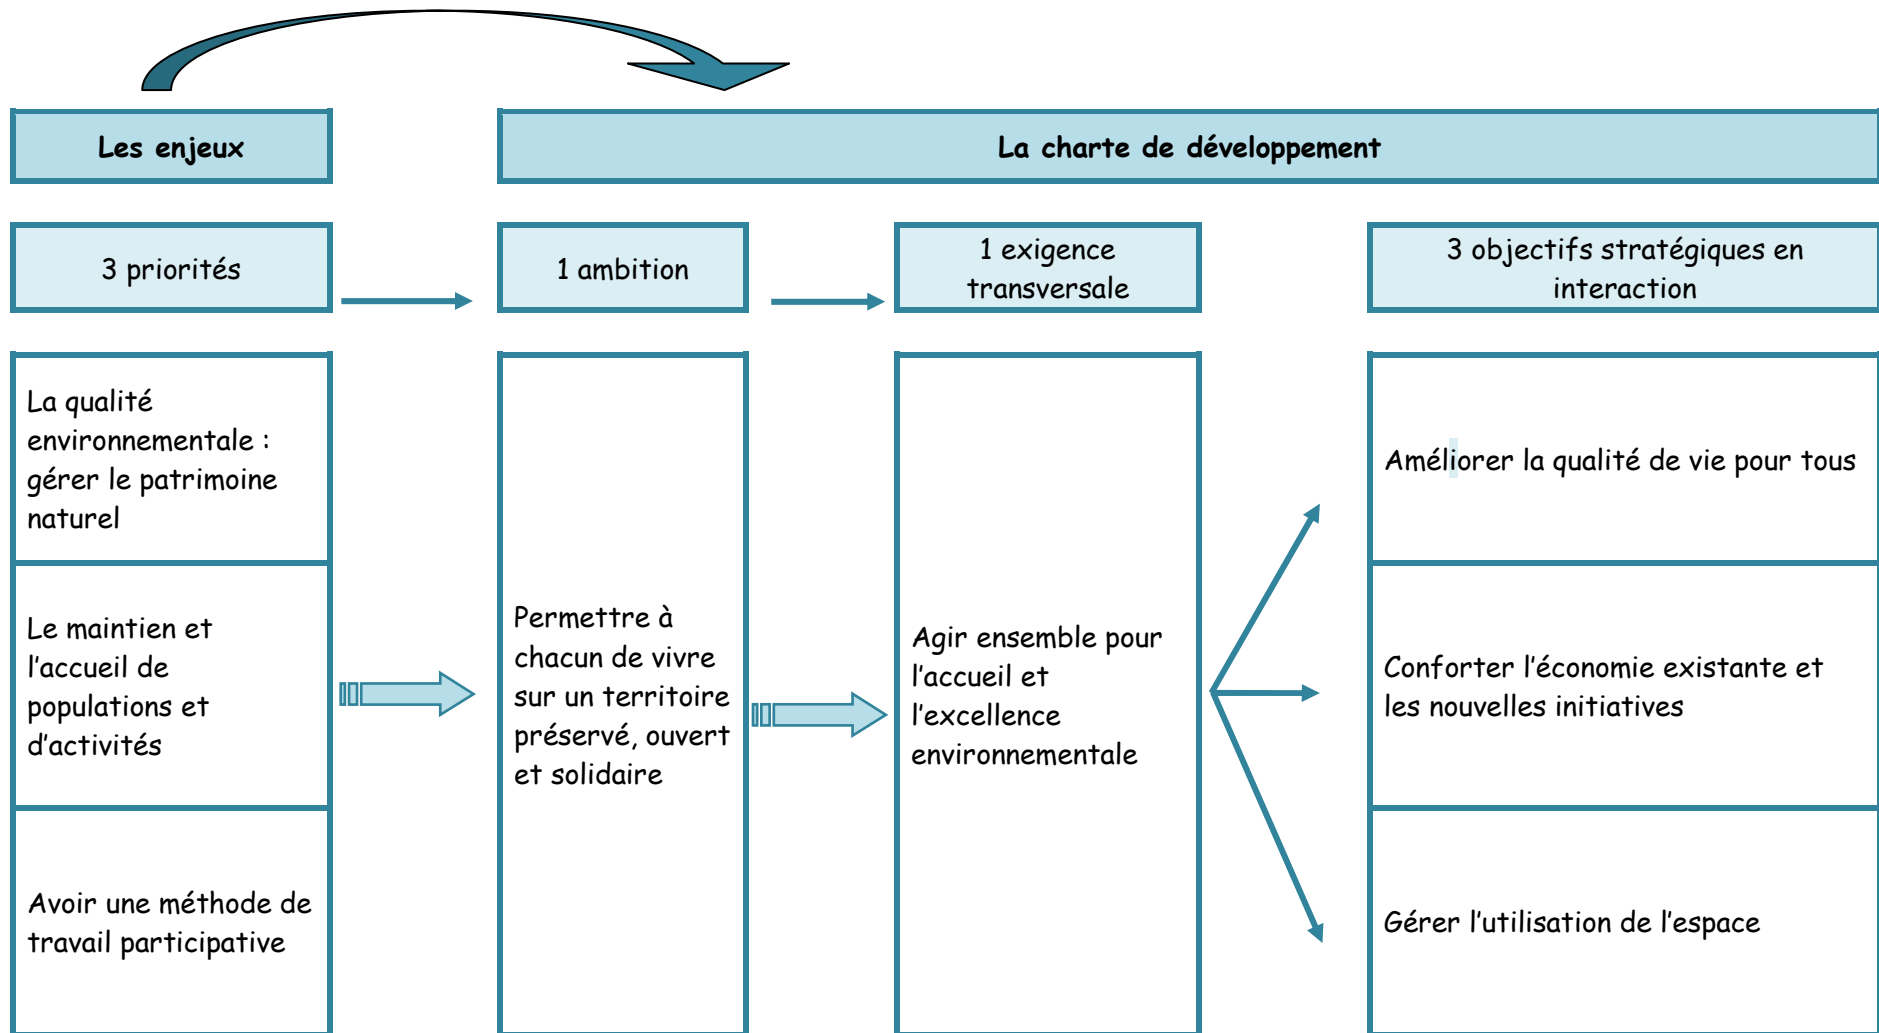 Les enjeux
La charte de développement
3 priorités
1 ambition
1 exigence
transversale
3 objectifs stratégiques en
interaction
La qualité
environnementale :
gérer le patrimoine
naturel
Le maintien et
l'accueil de
populations et
d'activités
Avoir une méthode de
travail participative
Permettre à
chacun de vivre
sur un territoire
préservé, ouvert
et solidaire
Agir ensemble pour
l'accueil et
l'excellence
environnementale
Améliorer la qualité de vie pour tous
Conforter l'économie existante et
les nouvelles initiatives
Gérer l'utilisation de l'espace